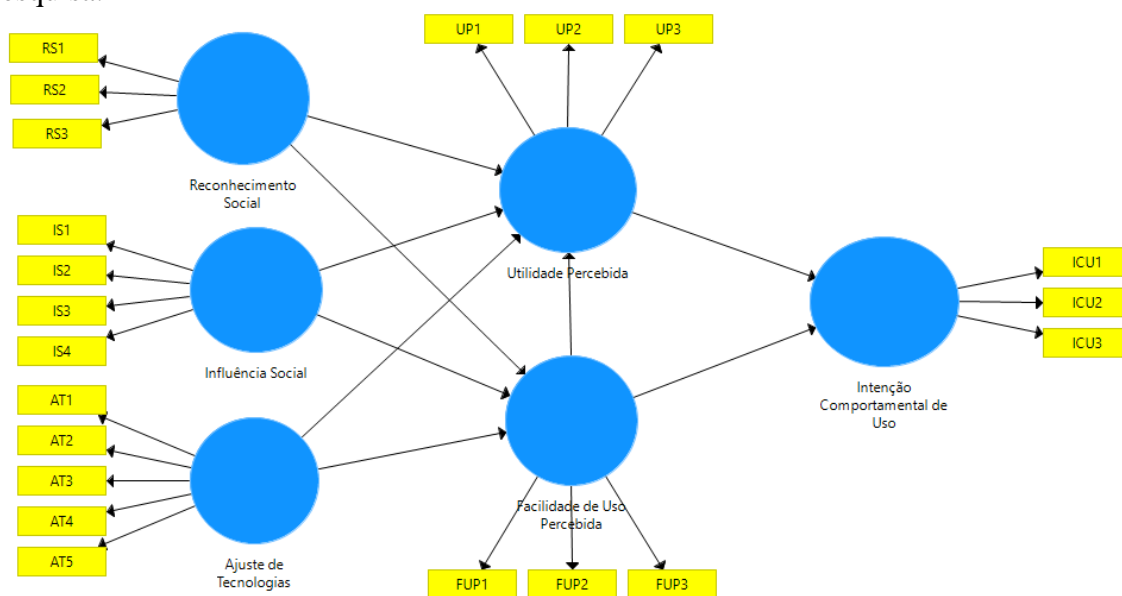 RS1
RS2
RS3
Reconhecimento
Social
UP1
UP2
UP3
Utilidade Percebida
IS1
IS2
IS3
IS4
Influência Social
ICU1
ICU2
ICU3
Intenção
Comportamental de
Uso
AT1
AT2
AT3
AT4
AT5
Ajuste de
Tecnologias
Facilidade de Uso
Percebida
FUP1
FUP2
FUP3